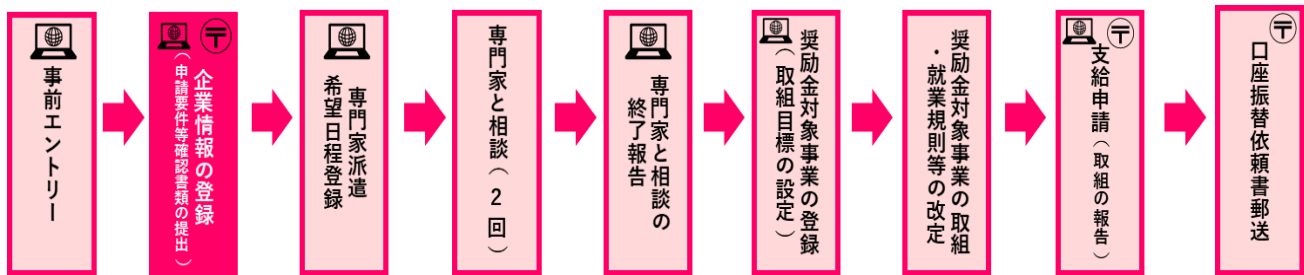 事前エントリー
〒
企業情報の登録
（申請要件等確認書類の提出）
専門家派遣
希望日程登録
専門家と相談（２回）
専門家と相談の
終了報告
奨励金対象事業の登録
（取組目標の設定）
奨励金対象事業の取組
・就業規則等の改定
〒
支給申請（取組の報告）
〒
口座振替依頼書郵送